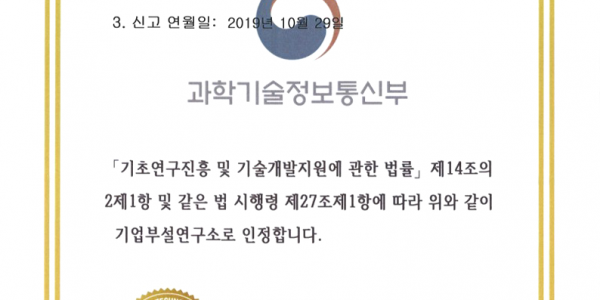 3. 신고 연월일: 2019년 10월 29일
과학기술정보통신부
「기초연구진흥 및 기술개발지원에 관한 법률」제14조의
2제1항 및 같은 법 시행령 제27조제1항에 따라 위와 같이
기업부설연구소로 인정합니다.